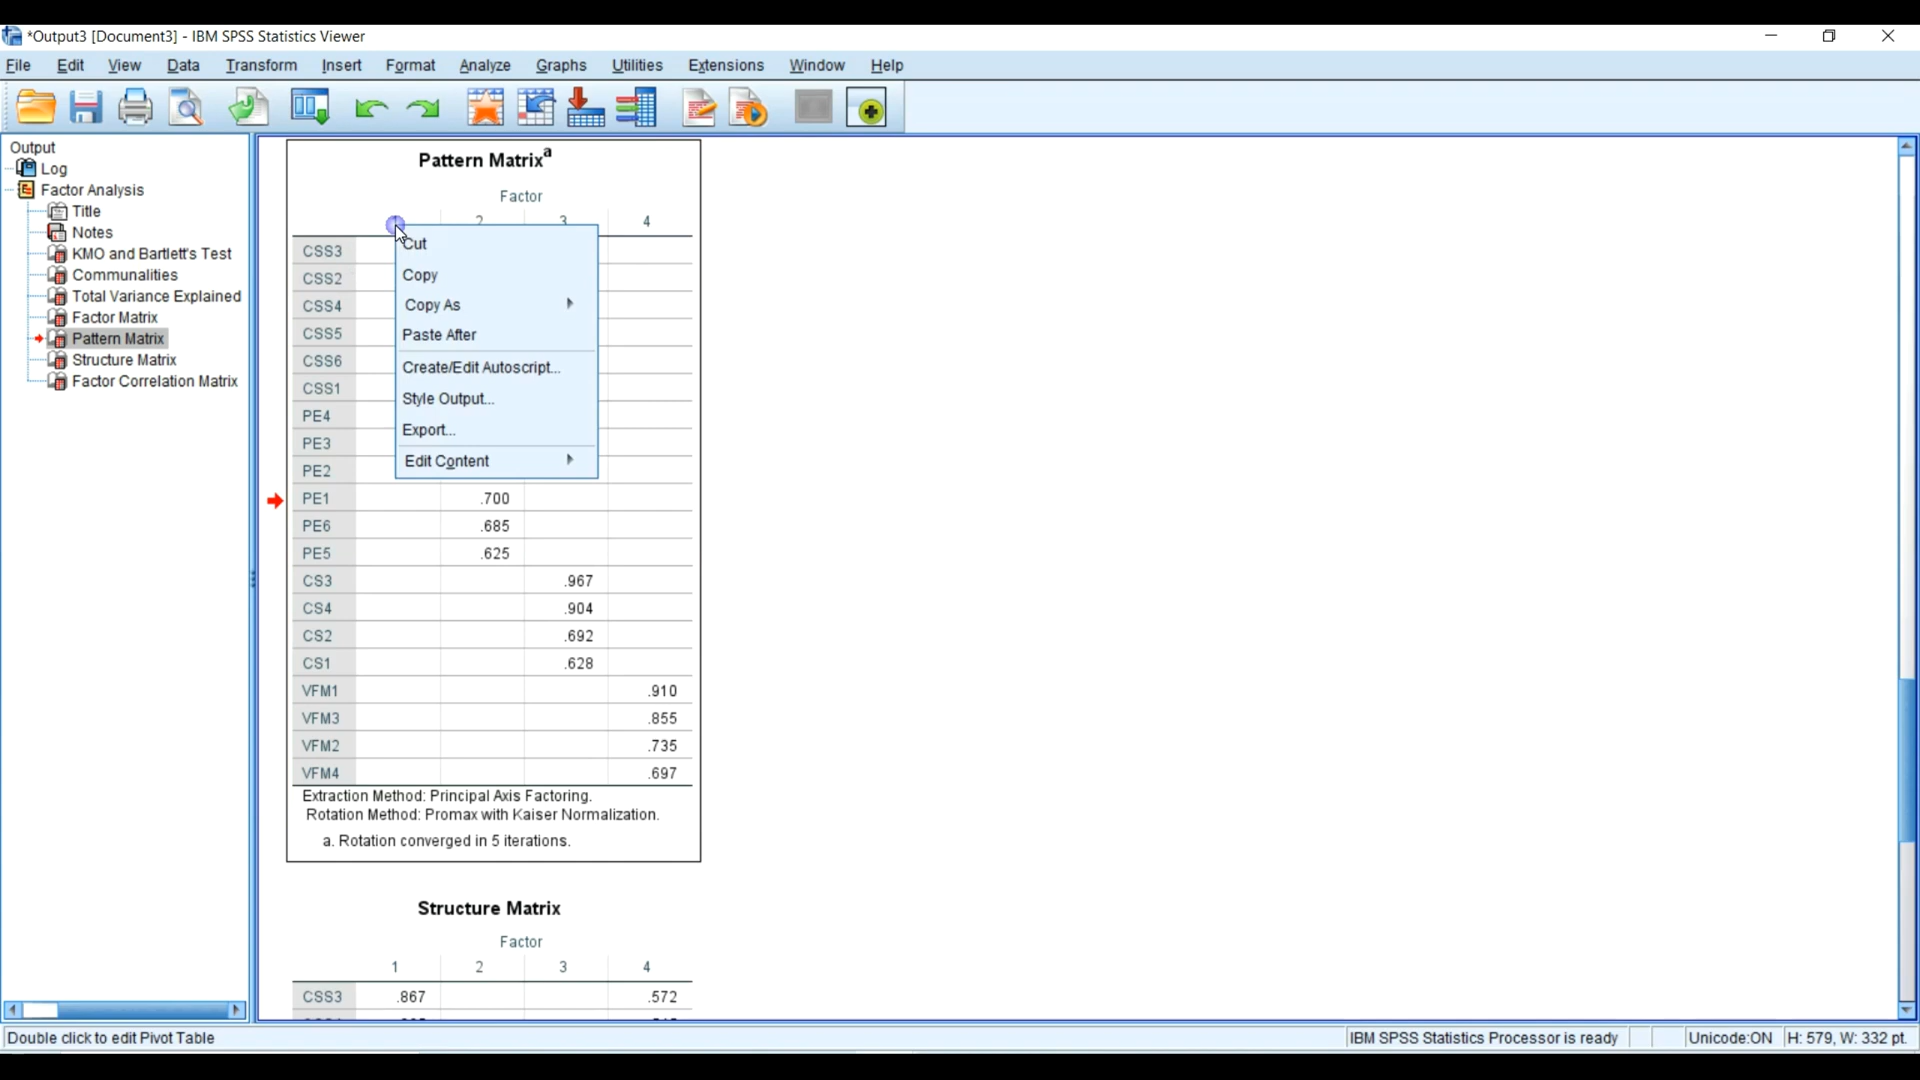 *Output3 [Document3] - IBM SPSS Statistics Viewer
File Edit View Data Transform Insert Format Analyze Graphs Utilities Extensions Window Help
Output
Log
Factor Analysis
Title
Notes
KMO and Bartlett's Test
Communalities
Total Variance Explained
Factor Matrix
Pattern Matrix
Structure Matrix
Factor Correlation Matrix
Pattern Matrix a
Factor
2 3 4
Cut
Copy
Copy As
Paste After
Create/Edit Autoscript...
Style Output...
Export...
Edit Content
CSS3
CSS2
CSS4
CSS5
CSS6
CSS1
PE4
PE3
PE2
PE1 .700
PE6 .685
PE5 .625
CS3 .967
CS4 .904
CS2 .692
CS1 .628
VFM1 .910
VFM3 .855
VFM2 .735
VFM4 .697
Extraction Method: Principal Axis Factoring.
Rotation Method: Promax with Kaiser Normalization.
a. Rotation converged in 5 iterations.
Structure Matrix
Factor
1 2 3 4
CSS3 .867 .572
Double click to edit Pivot Table
IBM SPSS Statistics Processor is ready
Unicode:ON
H: 579, W: 332 pt.